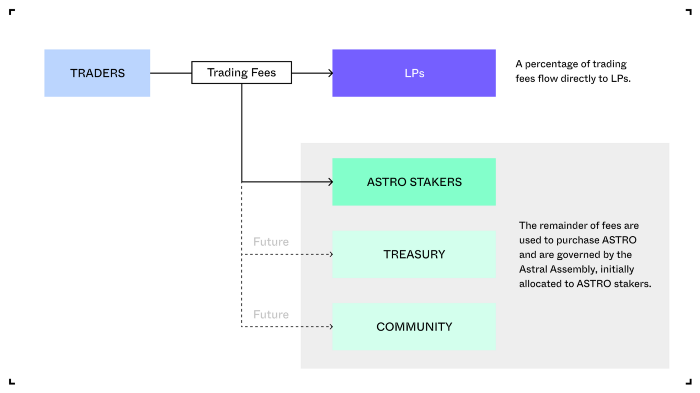 TRADERS
Trading Fees
LPs
A percentage of trading
fees flow directly to LPs.
ASTRO STAKERS
Future
TREASURY
The remainder of fees are
used to purchase ASTRO
and are governed by the
Astral Assembly, initially
allocated to ASTRO stakers.
Future
COMMUNITY